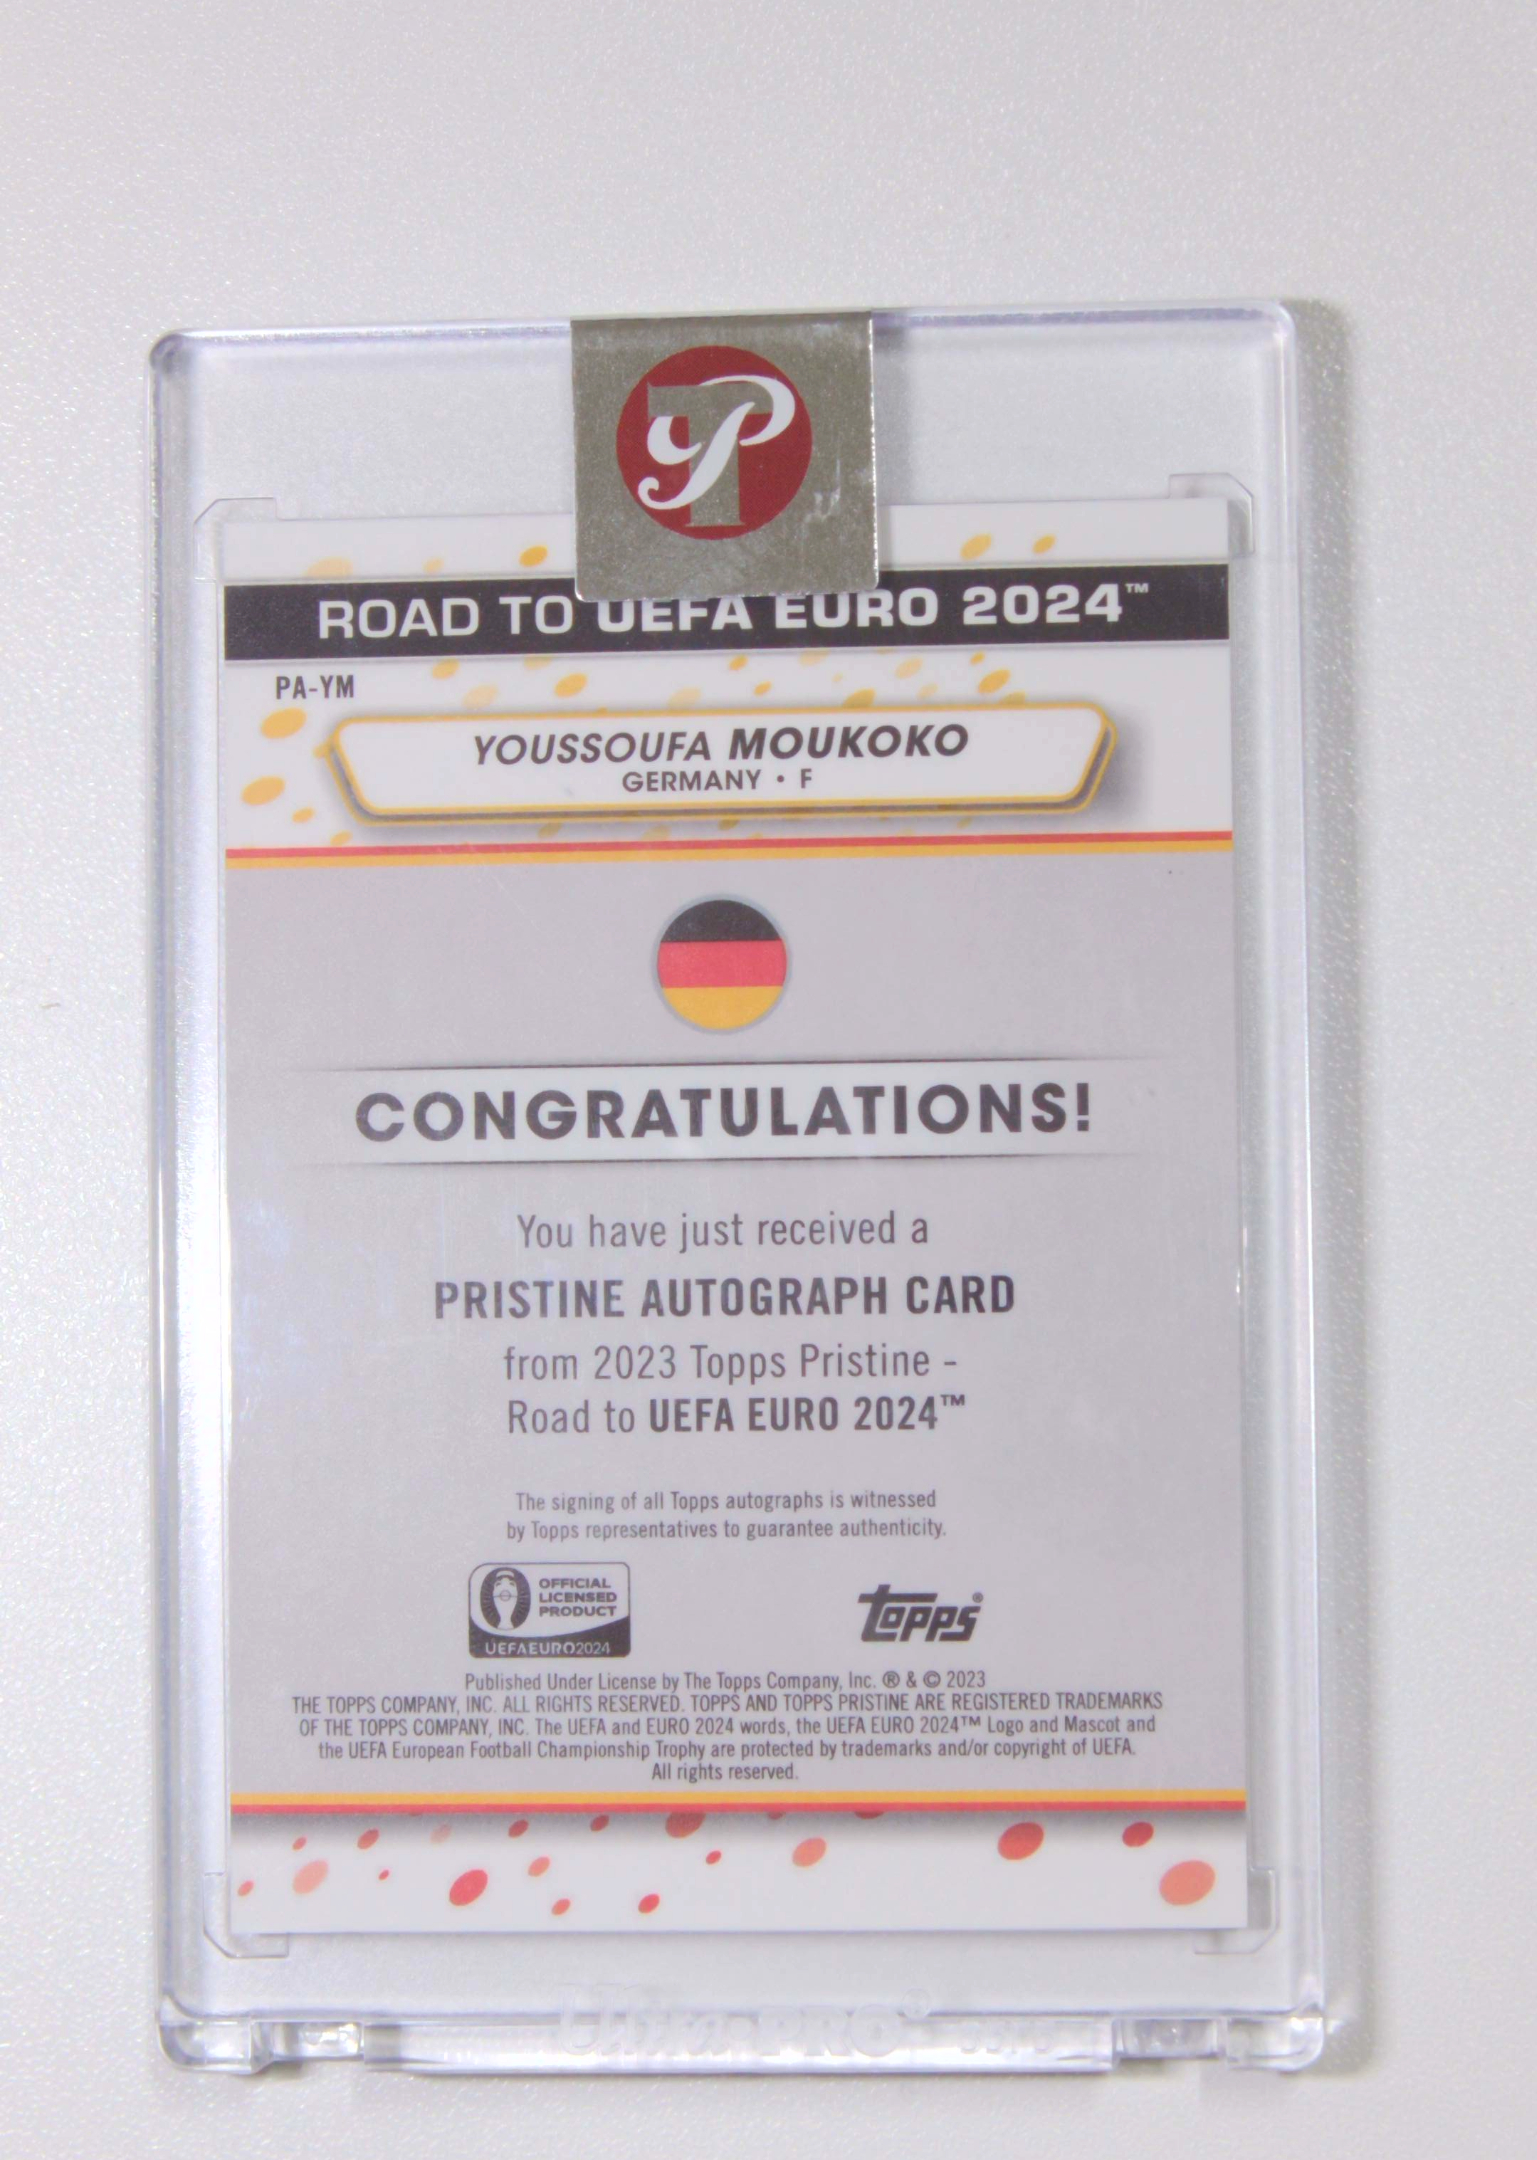 ROAD TO UEFA EURO 2024™
PA-YM
YOUSSOUFA MOUKOKO
GERMANY • F
CONGRATULATIONS!
You have just received a
PRISTINE AUTOGRAPH CARD
from 2023 Topps Pristine -
Road to UEFA EURO 2024™
The signing of all Topps autographs is witnessed
by Topps representatives to guarantee authenticity.
OFFICIAL
LICENSED
PRODUCT
UEFAEURO2024
topps®
Published Under License by The Topps Company, Inc. ® & © 2023
THE TOPPS COMPANY, INC. ALL RIGHTS RESERVED. TOPPS AND TOPPS PRISTINE ARE REGISTERED TRADEMARKS
OF THE TOPPS COMPANY, INC. The UEFA and EURO 2024 words, the UEFA EURO 2024™ Logo and Mascot and
the UEFA European Football Championship Trophy are protected by trademarks and/or copyright of UEFA.
All rights reserved.
Ultra·PRO®